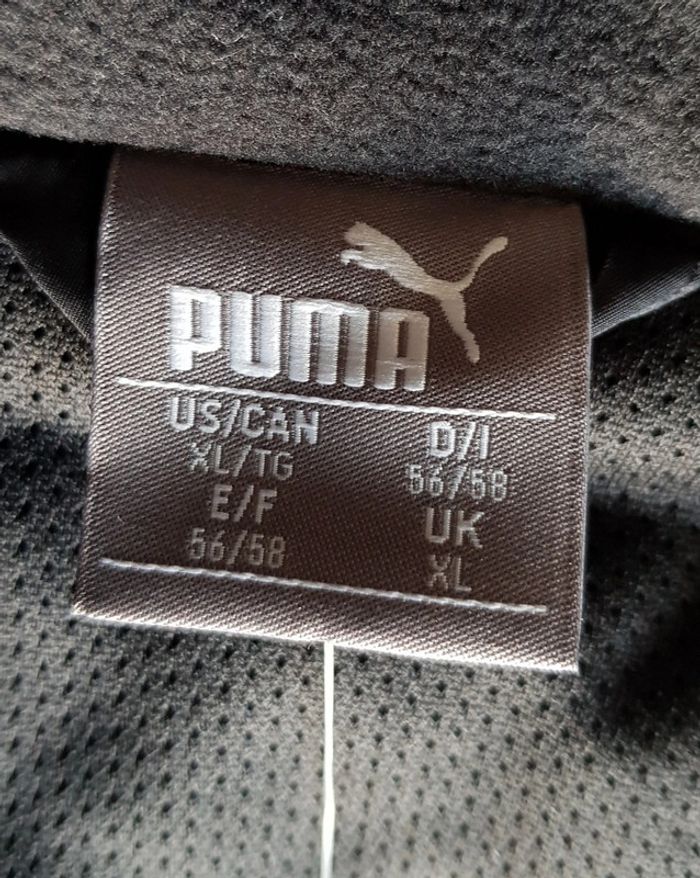 PUMA
US/CAN D/I
XL/TG 56/58
E/F UK
56/58 XL